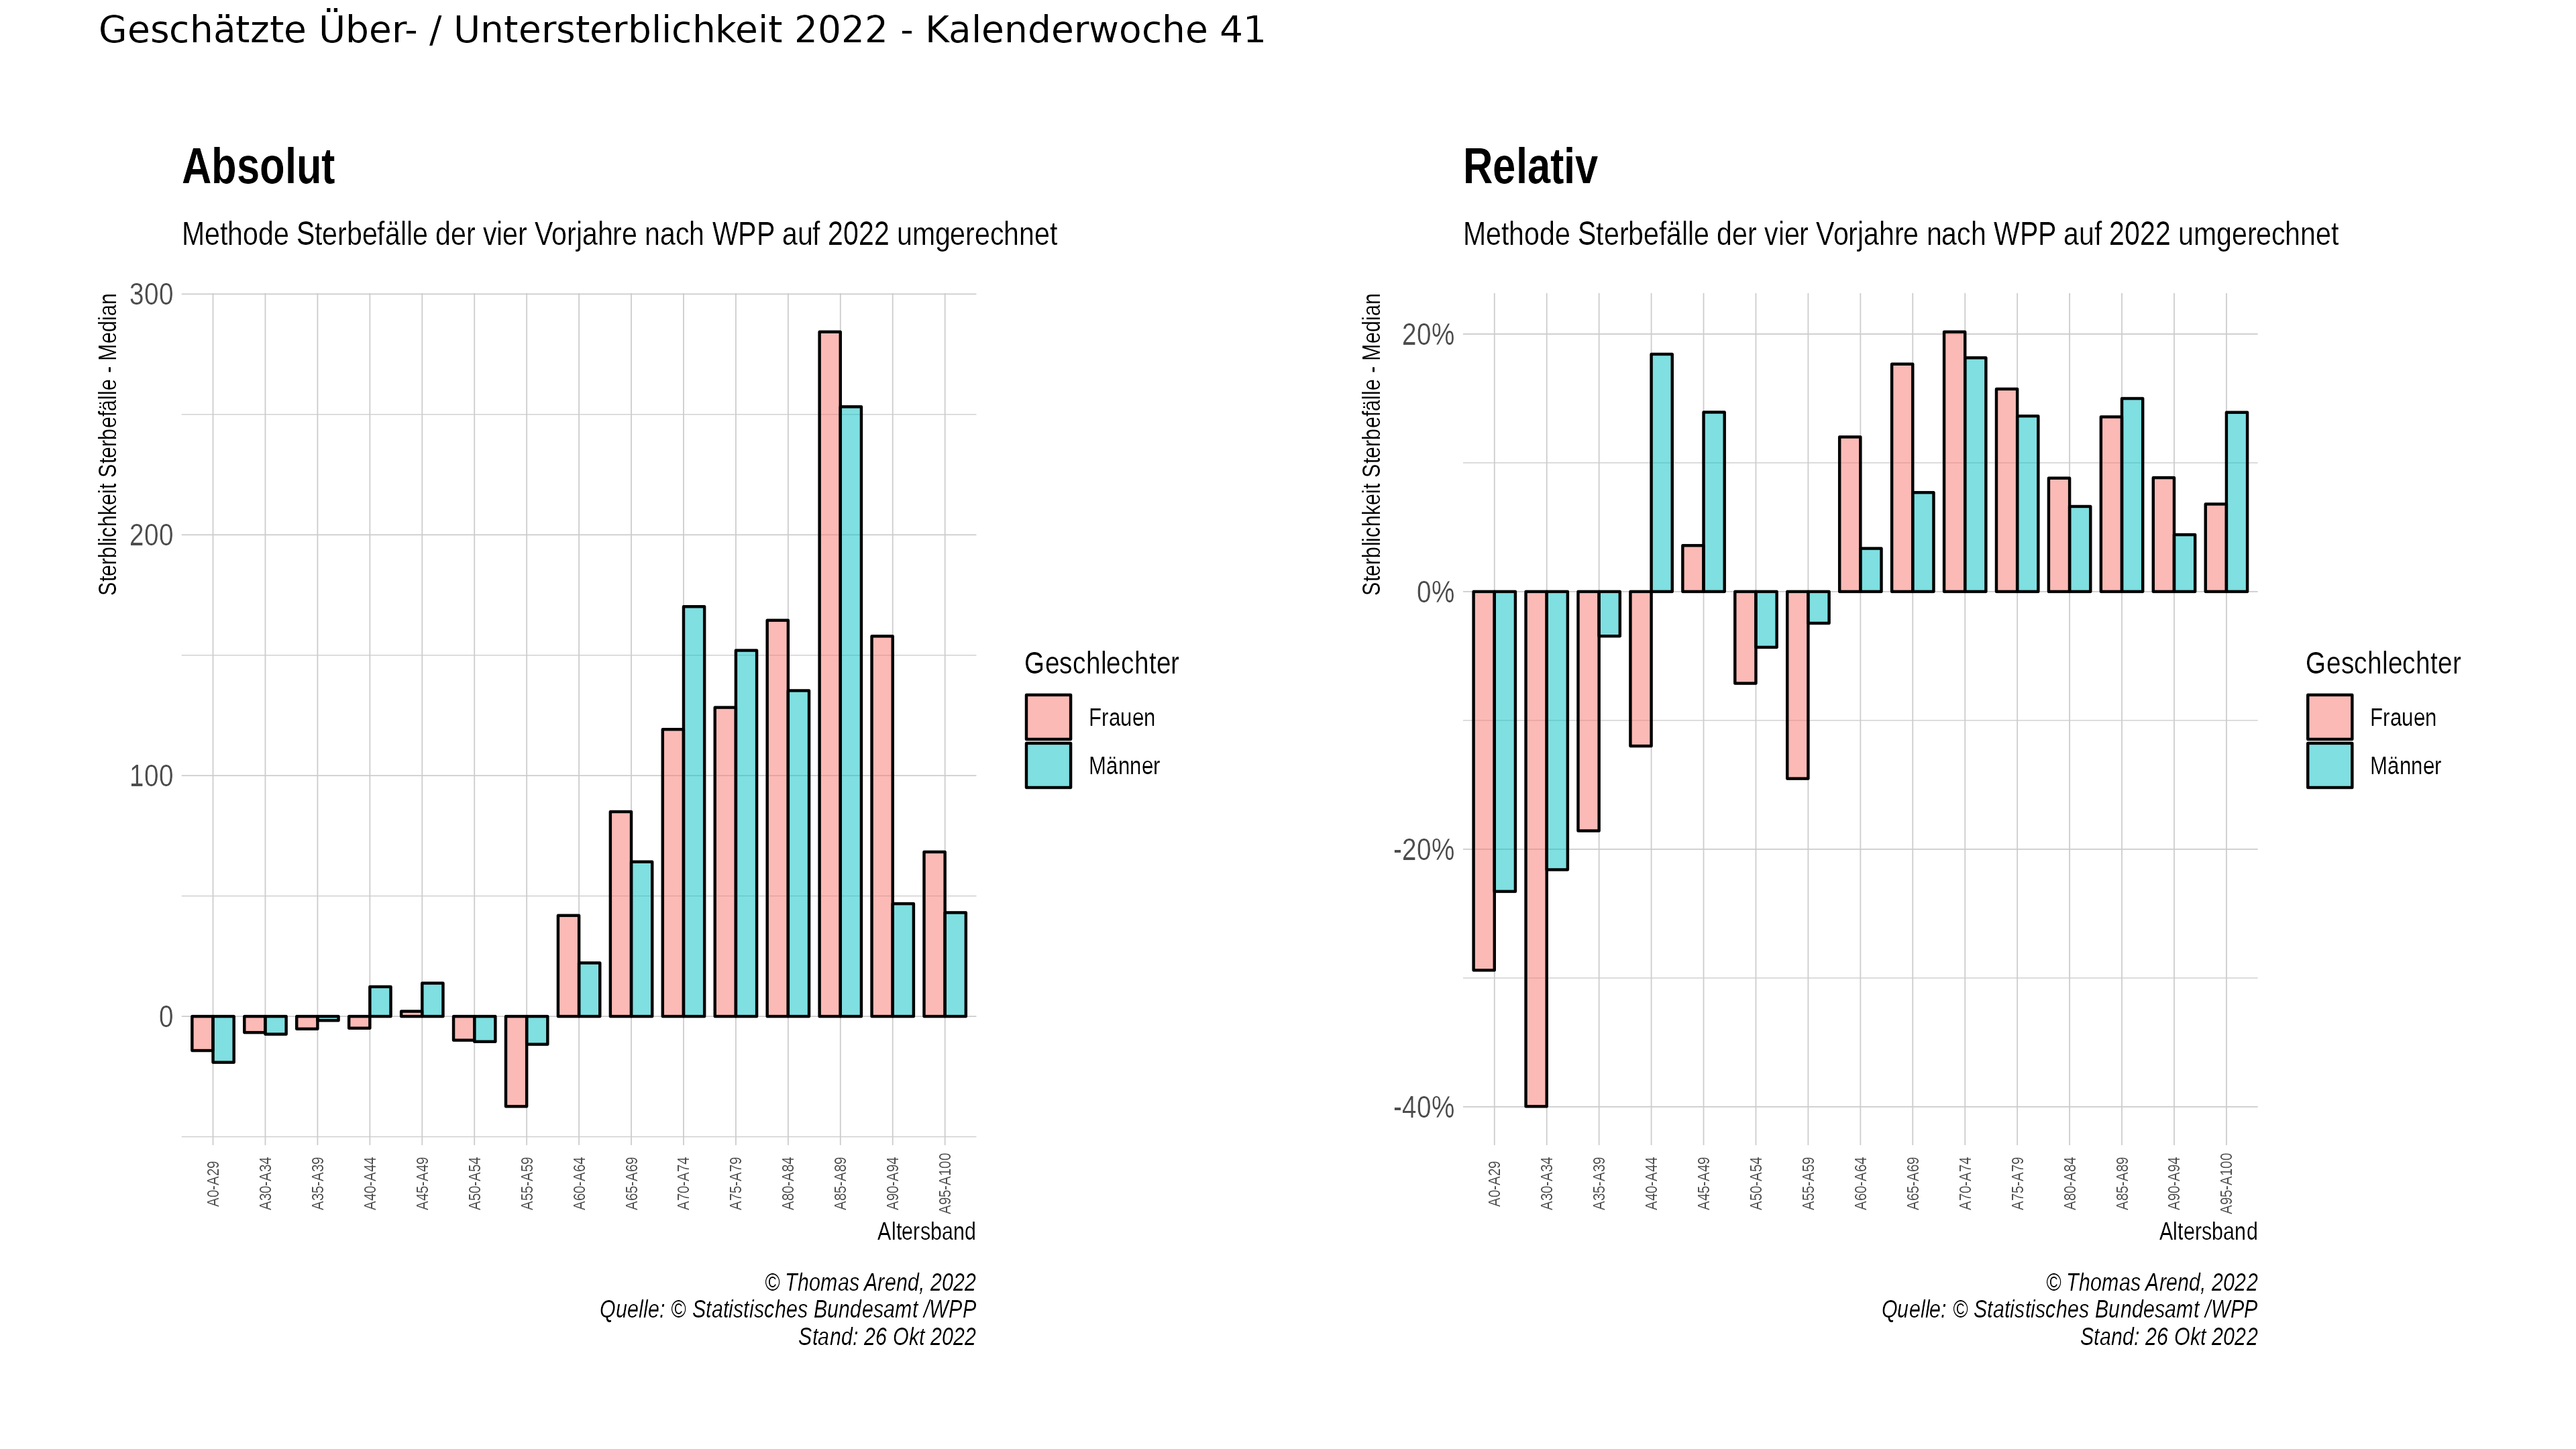 Geschätzte Über- / Untersterblichkeit 2022 - Kalenderwoche 41
Absolut
Methode Sterbefälle der vier Vorjahre nach WPP auf 2022 umgerechnet
Sterblichkeit Sterbefälle - Median
300
200
100
0
A0-A29
A30-A34
A35-A39
A40-A44
A45-A49
A50-A54
A55-A59
A60-A64
A65-A69
A70-A74
A75-A79
A80-A84
A85-A89
A90-A94
A95-A100
Altersband
Geschlechter
Frauen
Männer
© Thomas Arend, 2022
Quelle: © Statistisches Bundesamt /WPP
Stand: 26 Okt 2022
Relativ
Methode Sterbefälle der vier Vorjahre nach WPP auf 2022 umgerechnet
Sterblichkeit Sterbefälle - Median
20%
0%
-20%
-40%
A0-A29
A30-A34
A35-A39
A40-A44
A45-A49
A50-A54
A55-A59
A60-A64
A65-A69
A70-A74
A75-A79
A80-A84
A85-A89
A90-A94
A95-A100
Altersband
Geschlechter
Frauen
Männer
© Thomas Arend, 2022
Quelle: © Statistisches Bundesamt /WPP
Stand: 26 Okt 2022